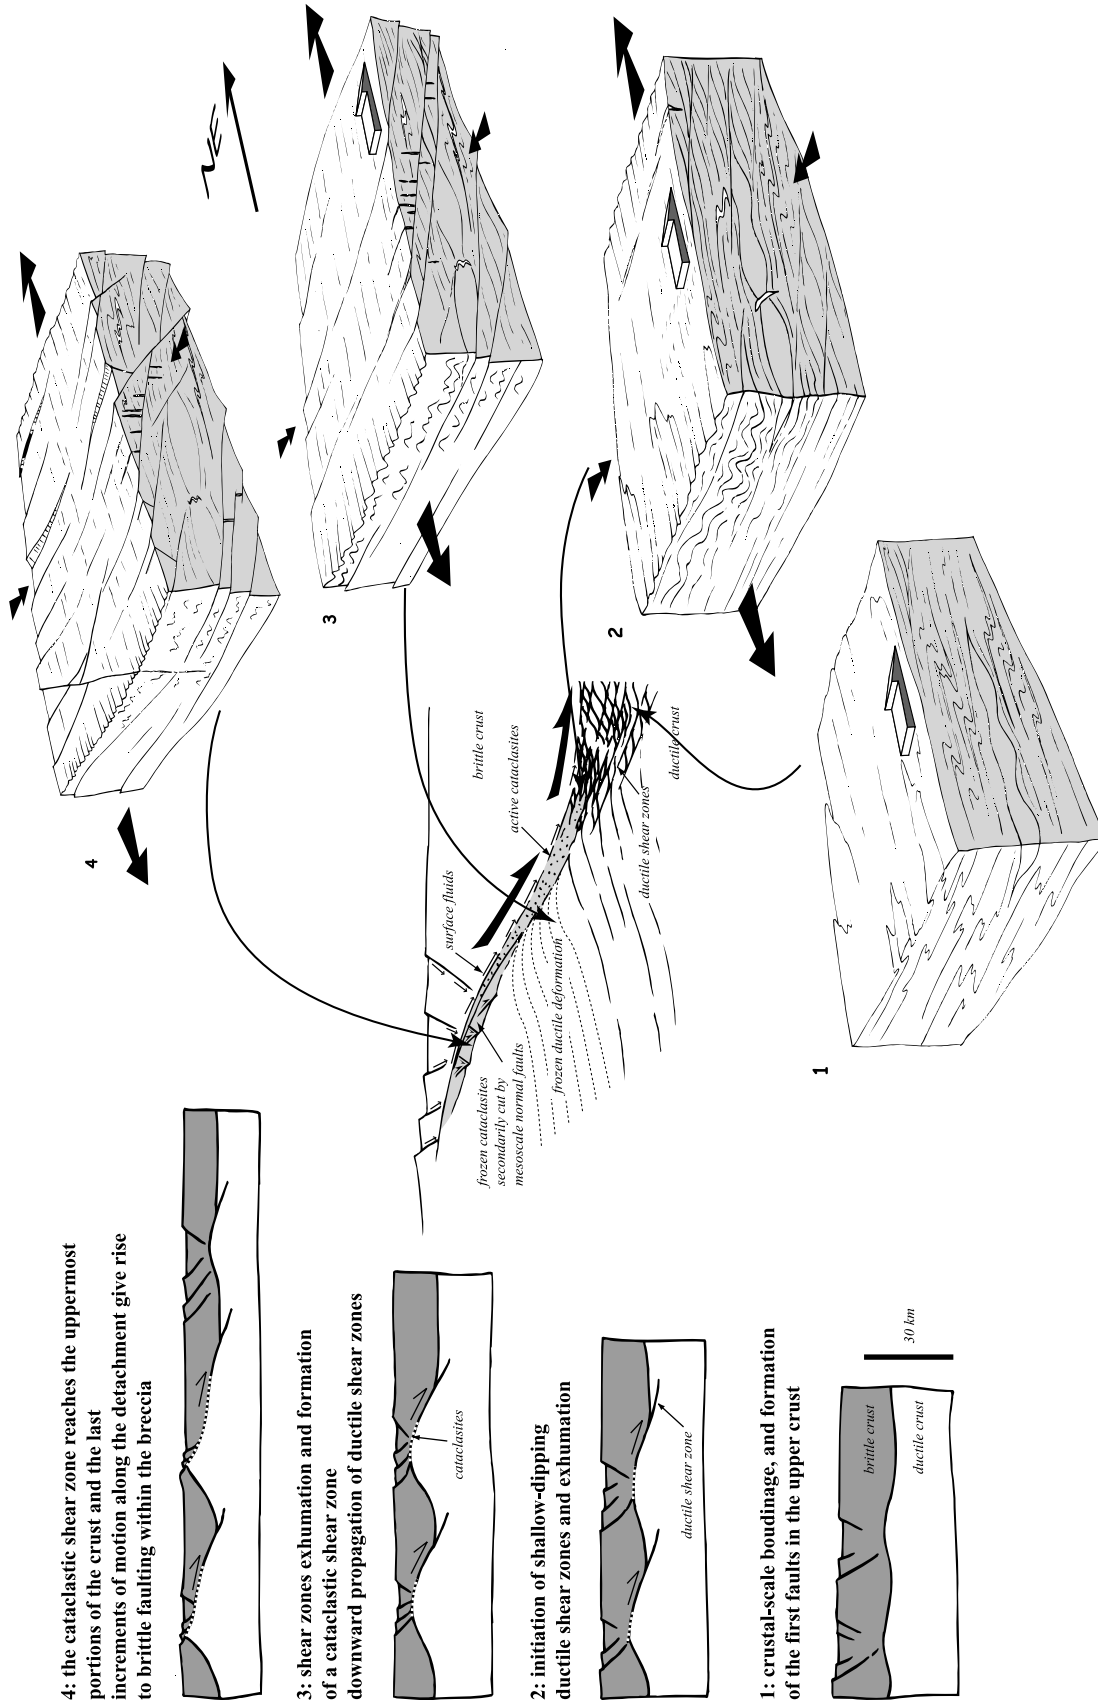 4: the cataclastic shear zone reaches the uppermost
portions of the crust and the last
increments of motion along the detachment give rise
to brittle faulting within the breccia
3: shear zones exhumation and formation
of a cataclastic shear zone
downward propagation of ductile shear zones
cataclasites
2: initiation of shallow-dipping
ductile shear zones and exhumation
ductile shear zone
1: crustal-scale boudinage, and formation
of the first faults in the upper crust
brittle crust
ductile crust
30 km
NE
4
3
2
1
surface fluids
active cataclasites
brittle crust
frozen cataclasites
secondarily cut by
mesoscale normal faults
frozen ductile deformation
ductile shear zones
ductile crust